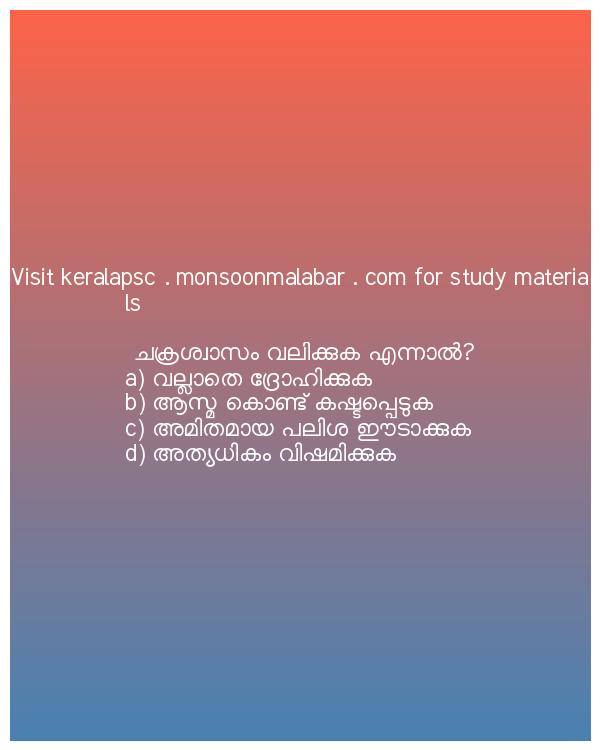 Visit keralapsc . monsoonmalabar . com for study materia
ls
ചക്രശ്വാസം വലിക്കുക എന്നാൽ?
a) വല്ലാതെ ദ്രോഹിക്കുക
b) ആസ്മ കൊണ്ട് കഷ്ടപ്പെടുക
c) അമിതമായ പലിശ ഈടാക്കുക
d) അത്യധികം വിഷമിക്കുക